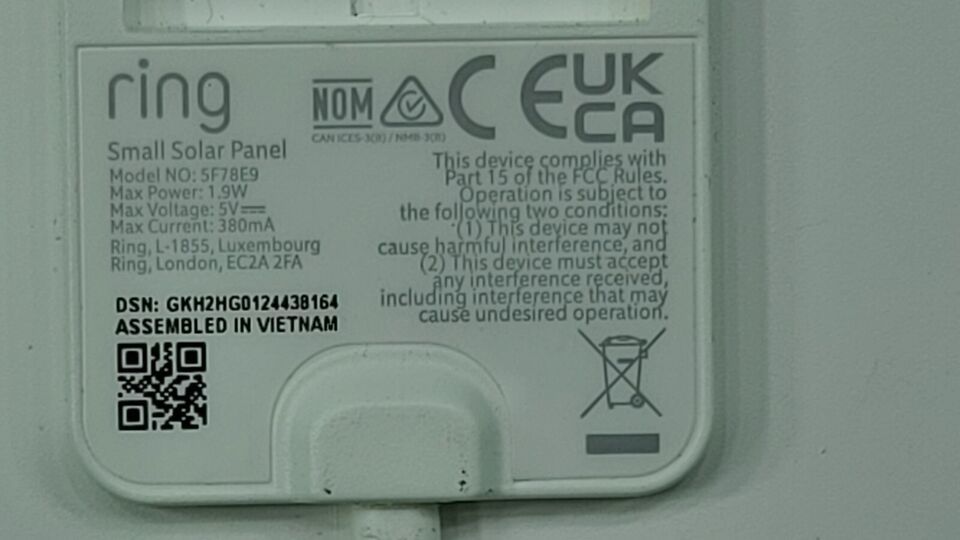 ring
Small Solar Panel
Model NO: 5F78E9
Max Power: 1.9W
Max Voltage: 5V
Max Current: 380mA
Ring, L-1855, Luxembourg
Ring, London, EC2A 2FA
DSN: GKH2HG0124438164
ASSEMBLED IN VIETNAM
NOM
CE
UK
CA
CAN ICES-3(B) / NMB-3(B)
This device complies with
Part 15 of the FCC Rules.
Operation is subject to
the following two conditions:
(1) This device may not
cause harmful interference, and
(2) This device must accept
any interference received,
including interference that may
cause undesired operation.